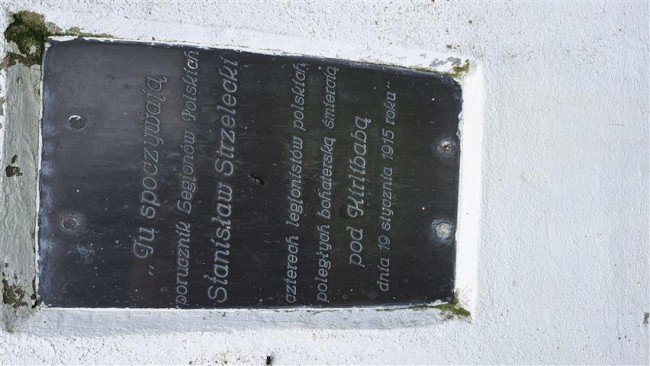 „Tu spoczywają
porucznik Legionów Polskich
Stanisław Strzelecki
czterech legionistów polskich
poległych bohaterską śmiercią
pod Kirlibabą
dnia 19 stycznia 1915 roku"